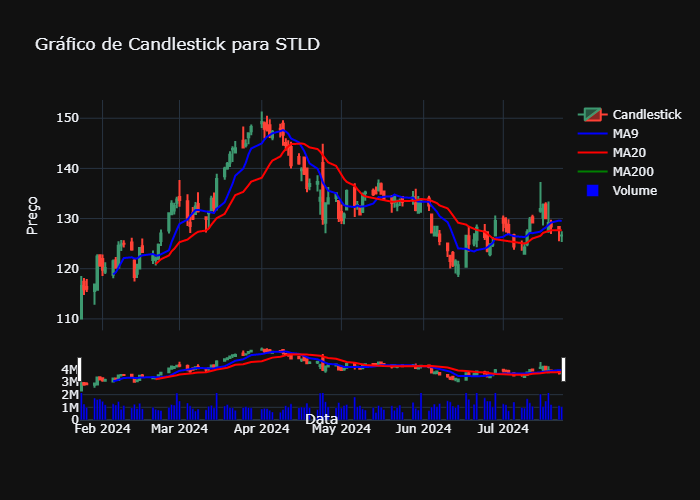 Gráfico de Candlestick para STLD
Candlestick
MA9
MA20
MA200
Volume
Preço
150
140
130
120
110
4M
3M
2M
1M
0
Feb 2024
Mar 2024
Apr 2024
May 2024
Jun 2024
Jul 2024
Data